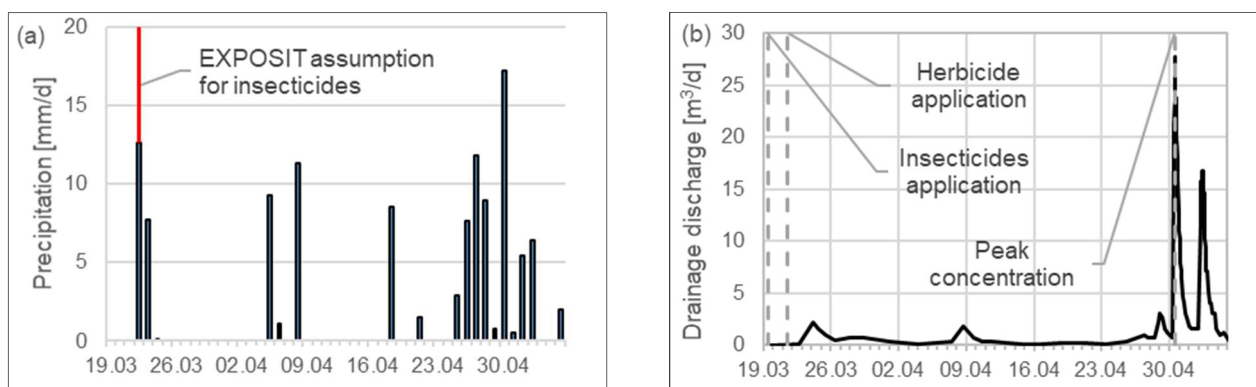 (a)
EXPOSIT assumption
for insecticides
Precipitation [mm/d]
20
15
10
5
0
19.03 26.03 02.04 09.04 16.04 23.04 30.04
(b)
Herbicide
application
Insecticides
application
Peak
concentration
Drainage discharge [m³/d]
30
25
20
15
10
5
0
19.03 26.03 02.04 09.04 16.04 23.04 30.04